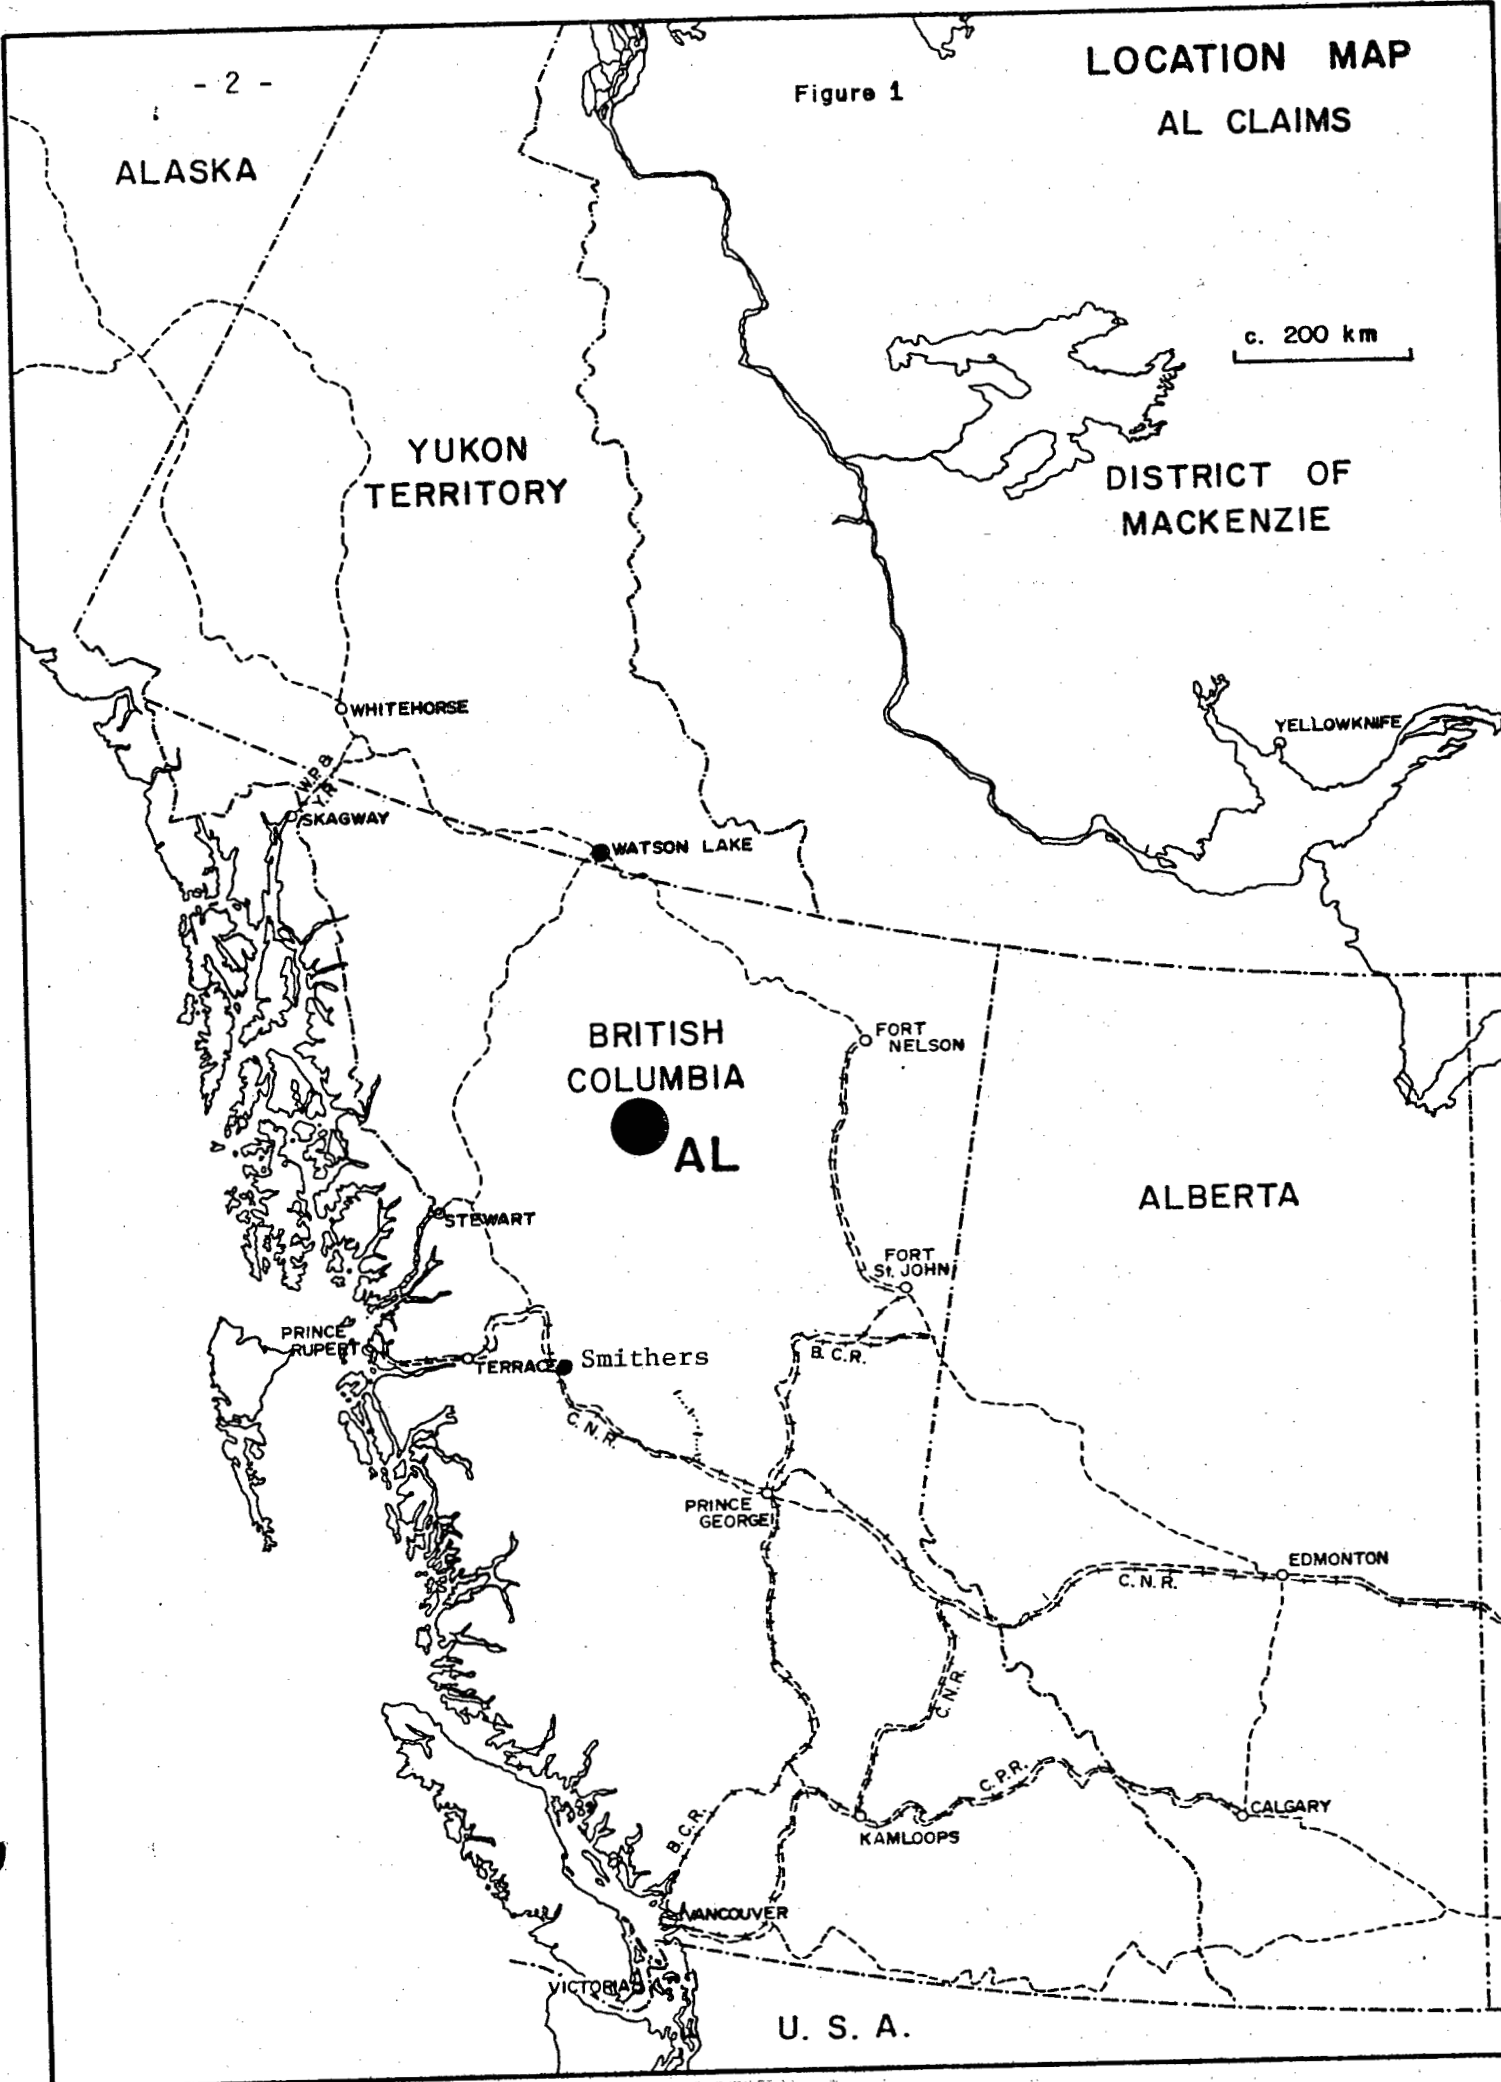 - 2 -
Figure 1
LOCATION MAP
AL CLAIMS
ALASKA
c. 200 km
YUKON
TERRITORY
DISTRICT OF
MACKENZIE
WHITEHORSE
YELLOWKNIFE
W.P. &
Y.R.
SKAGWAY
WATSON LAKE
BRITISH
COLUMBIA
FORT
NELSON
AL
ALBERTA
STEWART
FORT
St. JOHN
PRINCE
RUPERT
TERRACE
Smithers
B.C.R.
C.N.R.
PRINCE
GEORGE
EDMONTON
C.N.R.
C.N.R.
C.P.R.
CALGARY
B.C.R.
KAMLOOPS
VANCOUVER
VICTORIA
U. S. A.